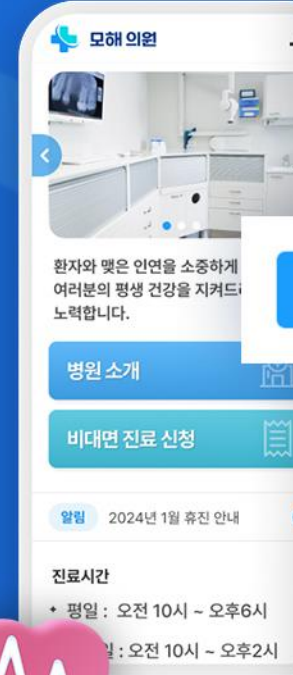 모해 의원
환자와 맺은 인연을 소중하게
여러분의 평생 건강을
노력합니다.
병원 소개
비대면 진료 신청
알림 2024년 1월 휴진 안내
진료시간
평일 : 오전 10시 ~ 오후6시
: 오전 10시 ~ 오후2시